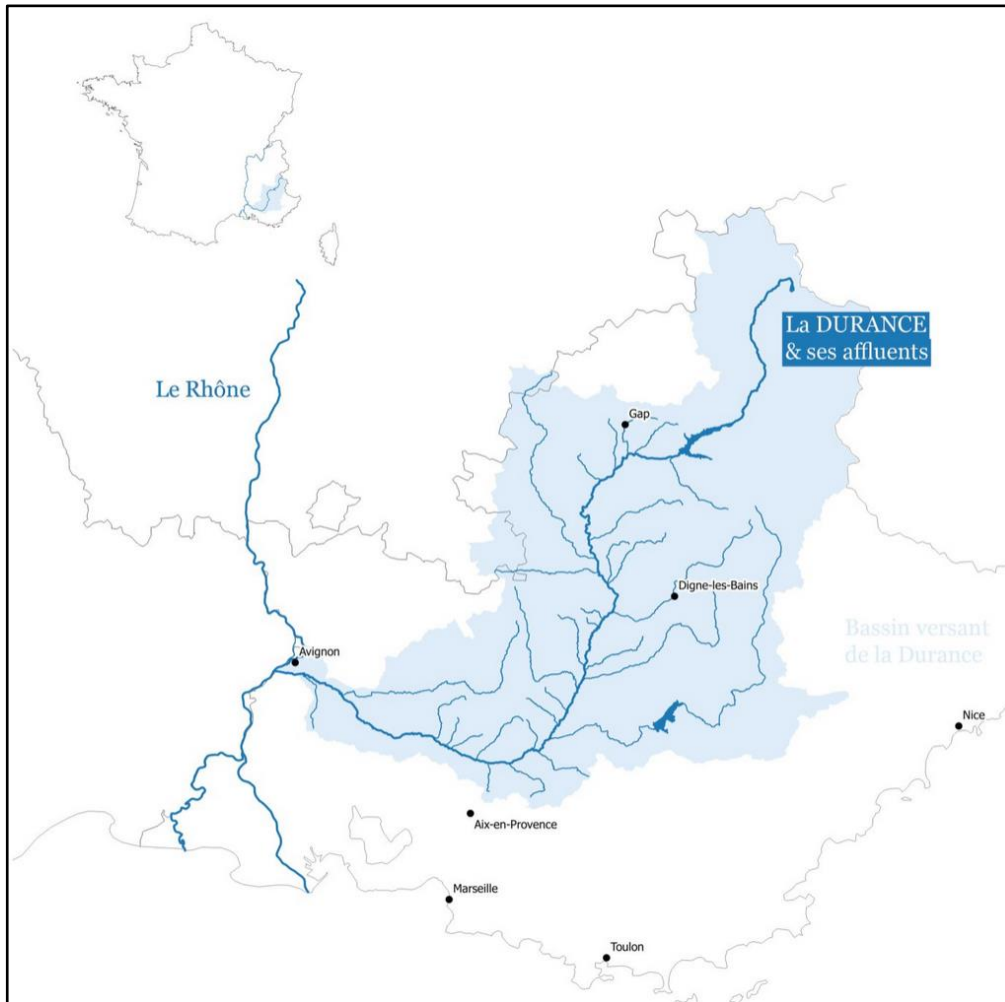 La DURANCE
& ses affluents
Le Rhône
Gap
Digne-les-Bains
Bassin versant
de la Durance
Avignon
Nice
Aix-en-Provence
Marseille
Toulon